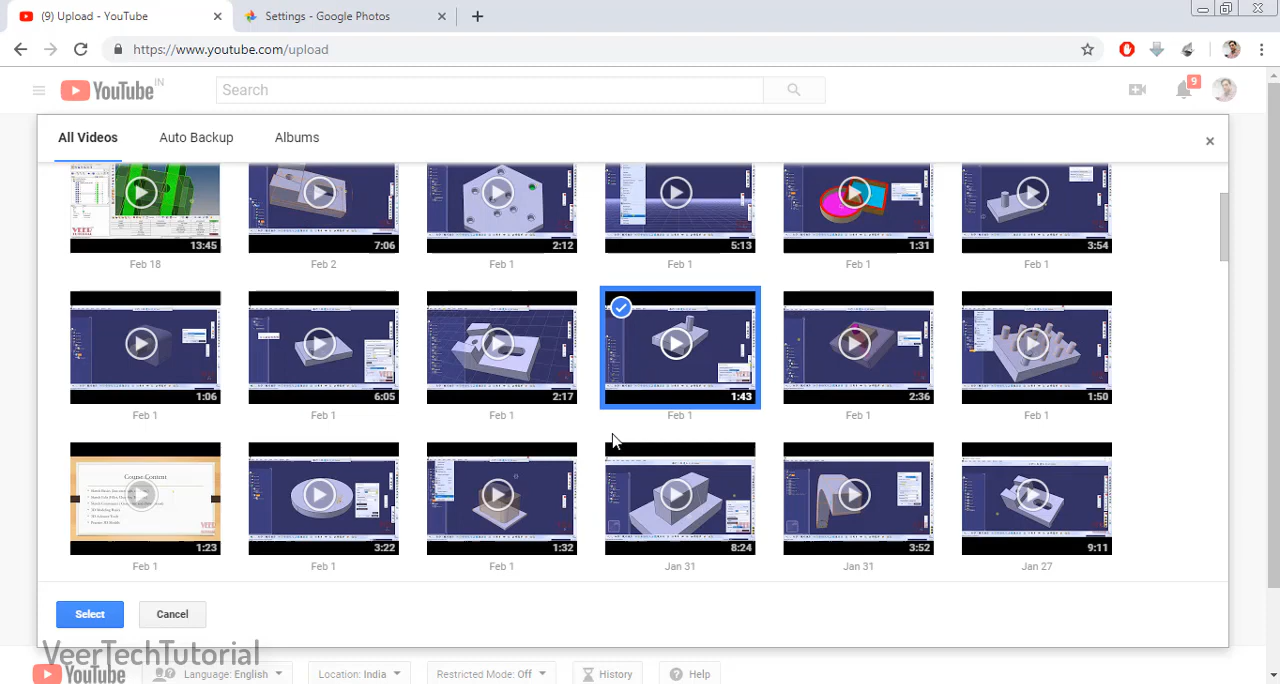 (9) Upload - YouTube
Settings - Google Photos
https://www.youtube.com/upload
YouTube IN
Search
9
All Videos
Auto Backup
Albums
13:45
7:06
2:12
5:13
1:31
3:54
Feb 18
Feb 2
Feb 1
Feb 1
Feb 1
Feb 1
1:06
6:05
2:17
1:43
2:36
1:50
Feb 1
Feb 1
Feb 1
Feb 1
Feb 1
Feb 1
Course Content
1:23
3:22
1:32
8:24
3:52
9:11
Feb 1
Feb 1
Feb 1
Jan 31
Jan 31
Jan 27
Select
Cancel
VeerTechTutorial
YouTube
Language: English
Location: India
Restricted Mode: Off
History
Help